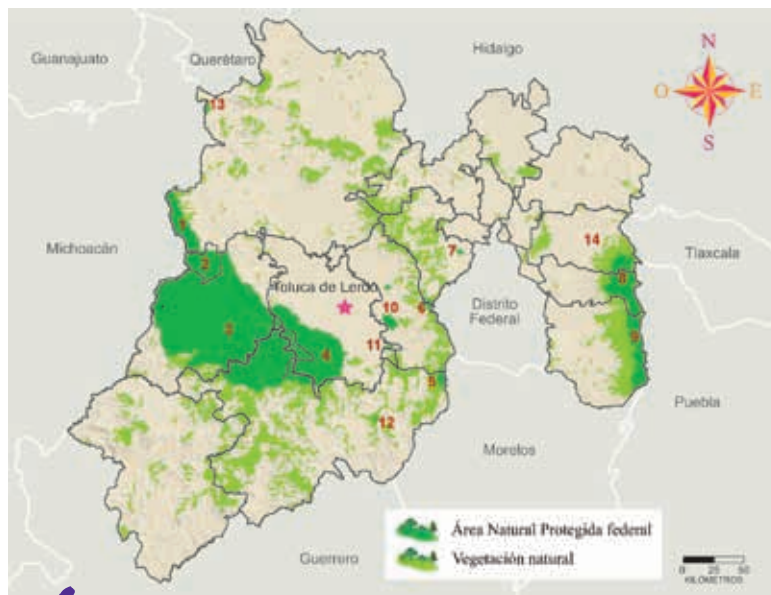 Guanajuato
Querétaro
Hidalgo
N
O
E
S
13
Michoacán
1
2
7
14
Tlaxcala
8
Toluca de Lerdo
10
6
Distrito
Federal
3
4
11
9
5
12
Puebla
Morelos
Guerrero
Área Natural Protegida federal
Vegetación natural
0 25 50
KILÓMETROS